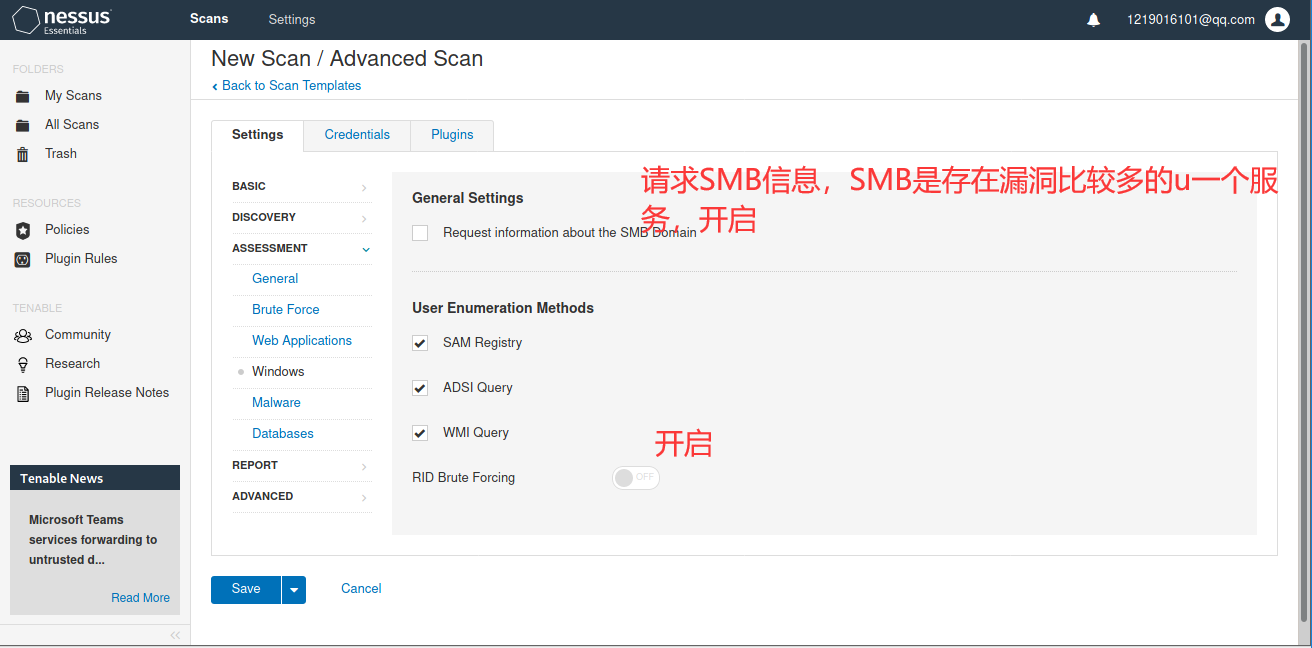 nessus
Essentials
Scans
Settings
1219016101@qq.com
FOLDERS
My Scans
All Scans
Trash
RESOURCES
Policies
Plugin Rules
TENABLE
Community
Research
Plugin Release Notes
Tenable News
Microsoft Teams
services forwarding to
untrusted d...
Read More
New Scan / Advanced Scan
Back to Scan Templates
Settings
Credentials
Plugins
BASIC
DISCOVERY
ASSESSMENT
General
Brute Force
Web Applications
Windows
Malware
Databases
REPORT
ADVANCED
请求SMB信息，SMB是存在漏洞比较多的u一个服
务，开启
General Settings
Request information about the SMB Domain
User Enumeration Methods
SAM Registry
ADSI Query
WMI Query
开启
RID Brute Forcing
OFF
Save
Cancel